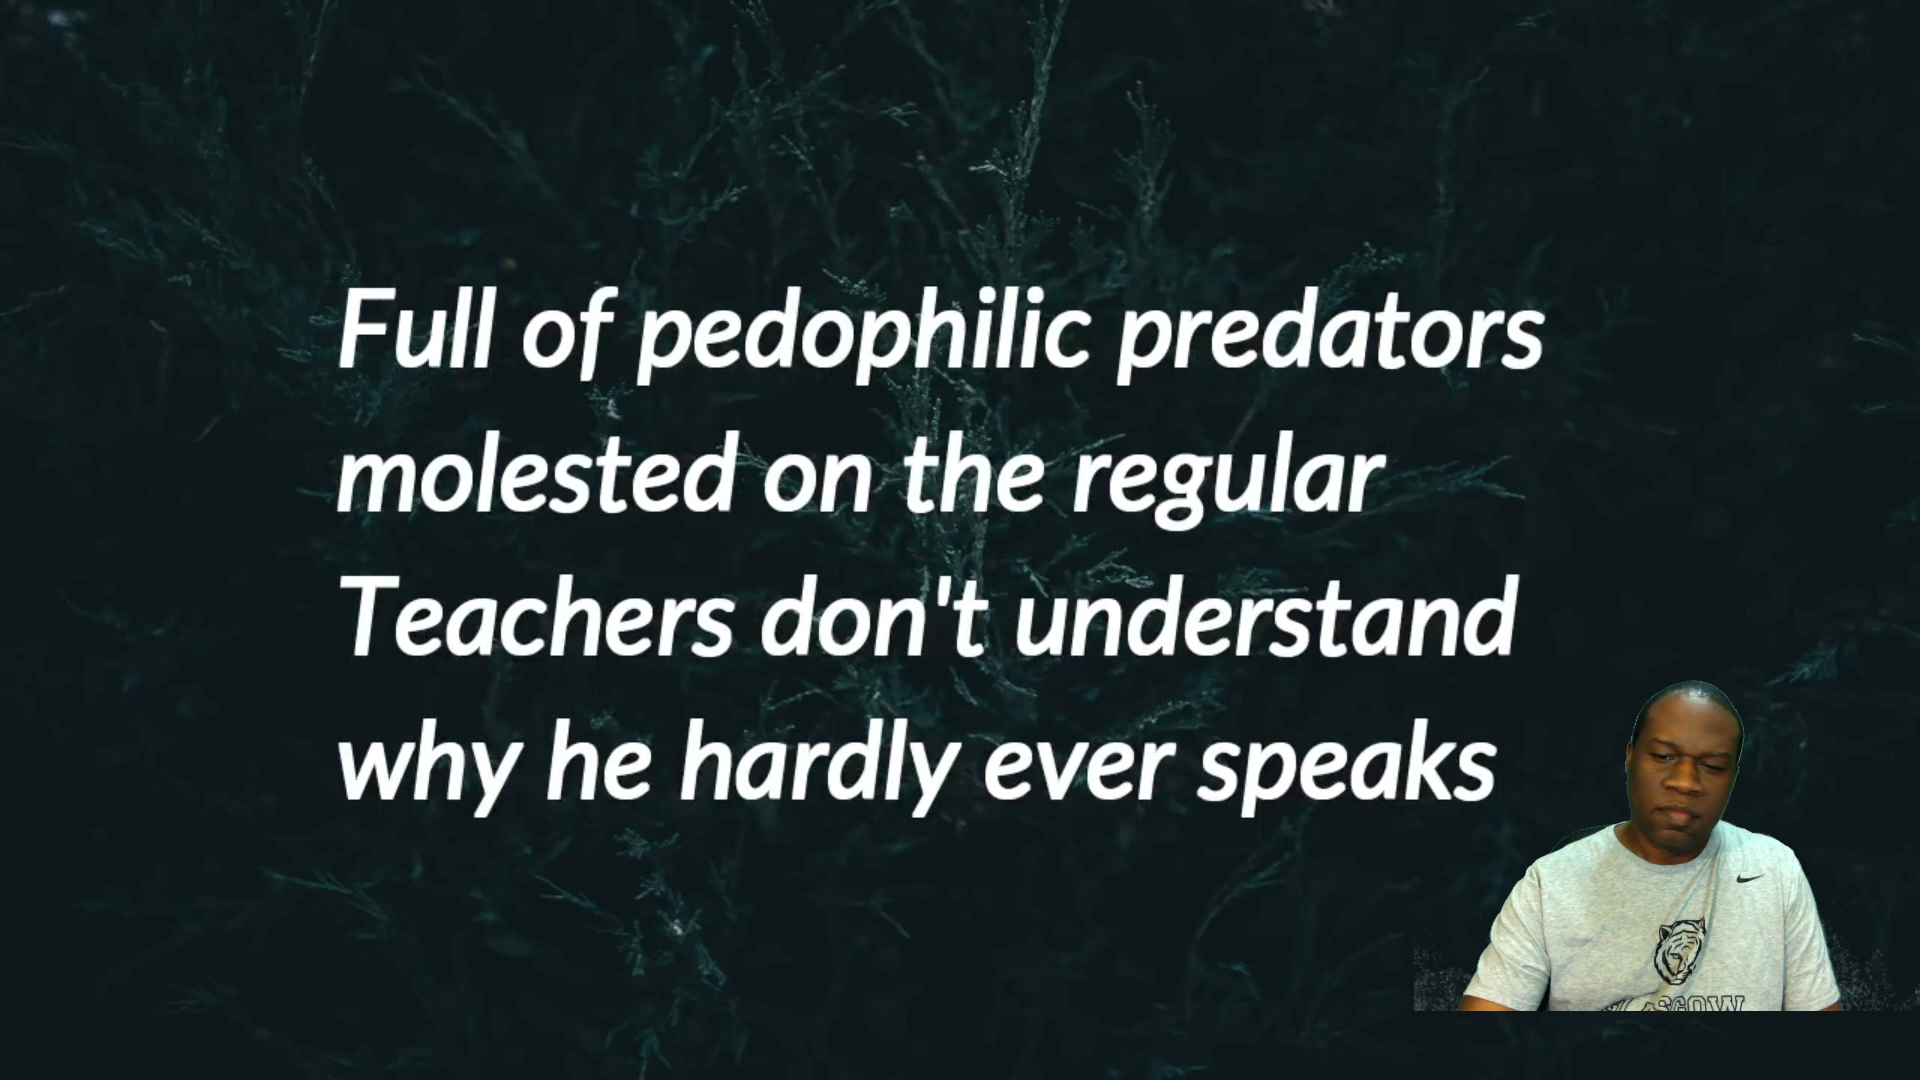 Full of pedophilic predators
molested on the regular
Teachers don't understand
why he hardly ever speaks